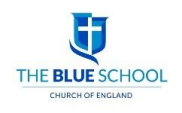 THE BLUE SCHOOL
CHURCH OF ENGLAND